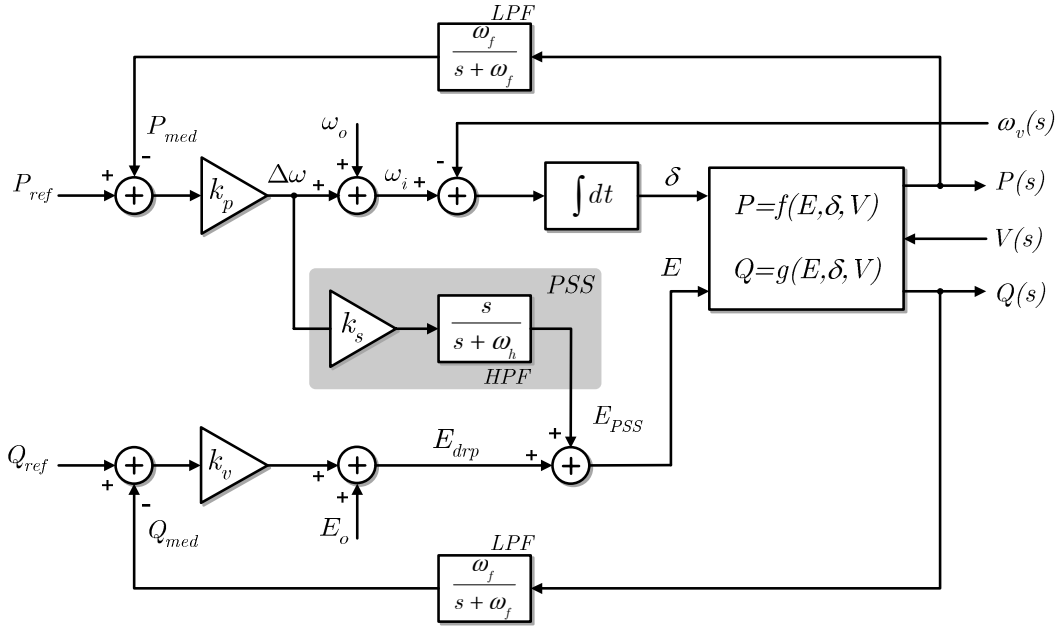 LPF
ω_f
s + ω_f
P_med
-
ω_o
ω_v(s)
+
+
-
P_ref
+
k_p
Δω
+
ω_i
+
+
+
∫dt
δ
P=f(E,δ,V)
P(s)
V(s)
Q=g(E,δ,V)
Q(s)
E
PSS
k_s
s
s + ω_h
HPF
E_PSS
+
Q_ref
+
+
k_v
+
+
E_drp
+
+
-
+
Q_med
E_o
LPF
ω_f
s + ω_f